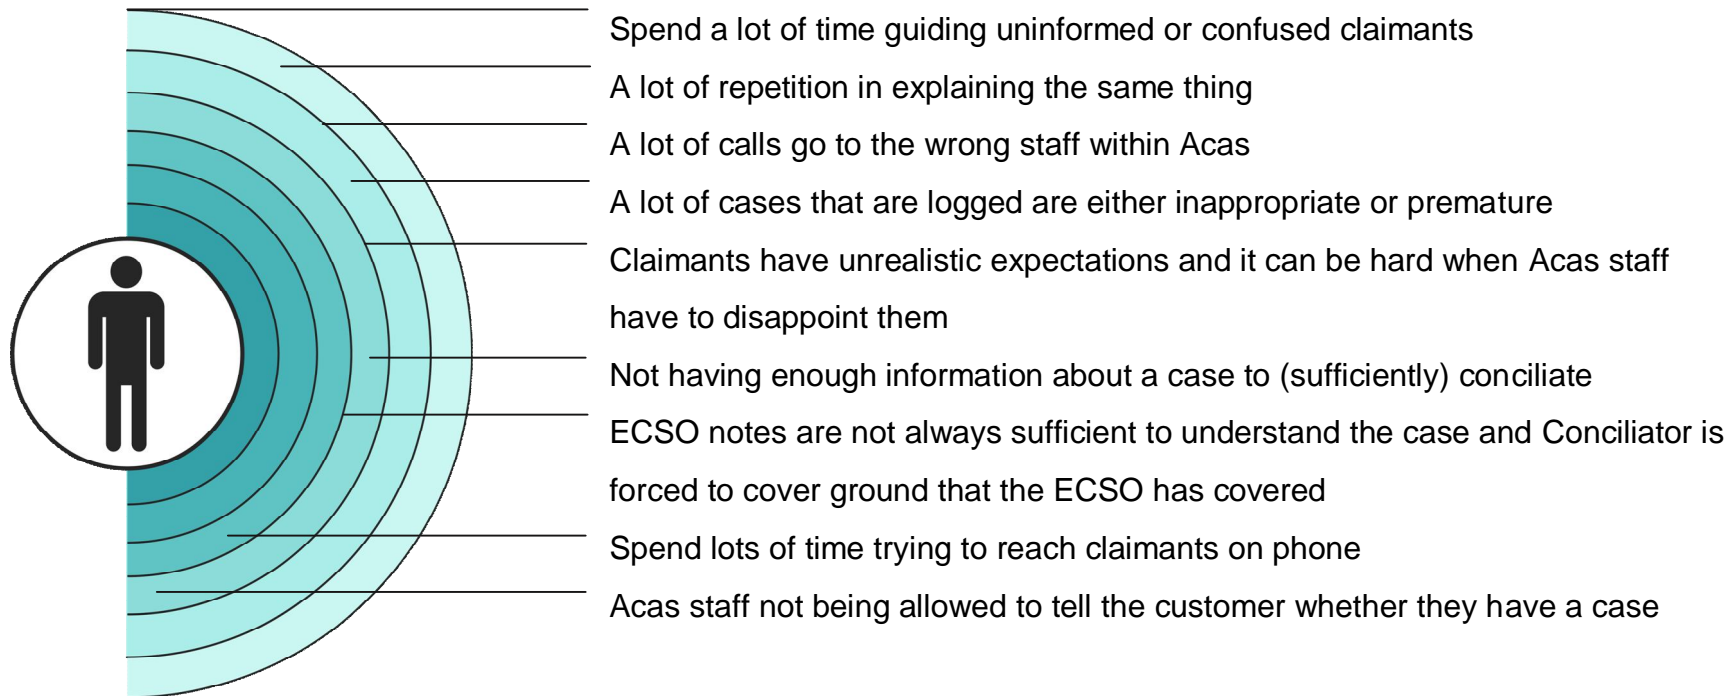 Spend a lot of time guiding uninformed or confused claimants
A lot of repetition in explaining the same thing
A lot of calls go to the wrong staff within Acas
A lot of cases that are logged are either inappropriate or premature
Claimants have unrealistic expectations and it can be hard when Acas staff
have to disappoint them
Not having enough information about a case to (sufficiently) conciliate
ECSO notes are not always sufficient to understand the case and Conciliator is
forced to cover ground that the ECSO has covered
Spend lots of time trying to reach claimants on phone
Acas staff not being allowed to tell the customer whether they have a case